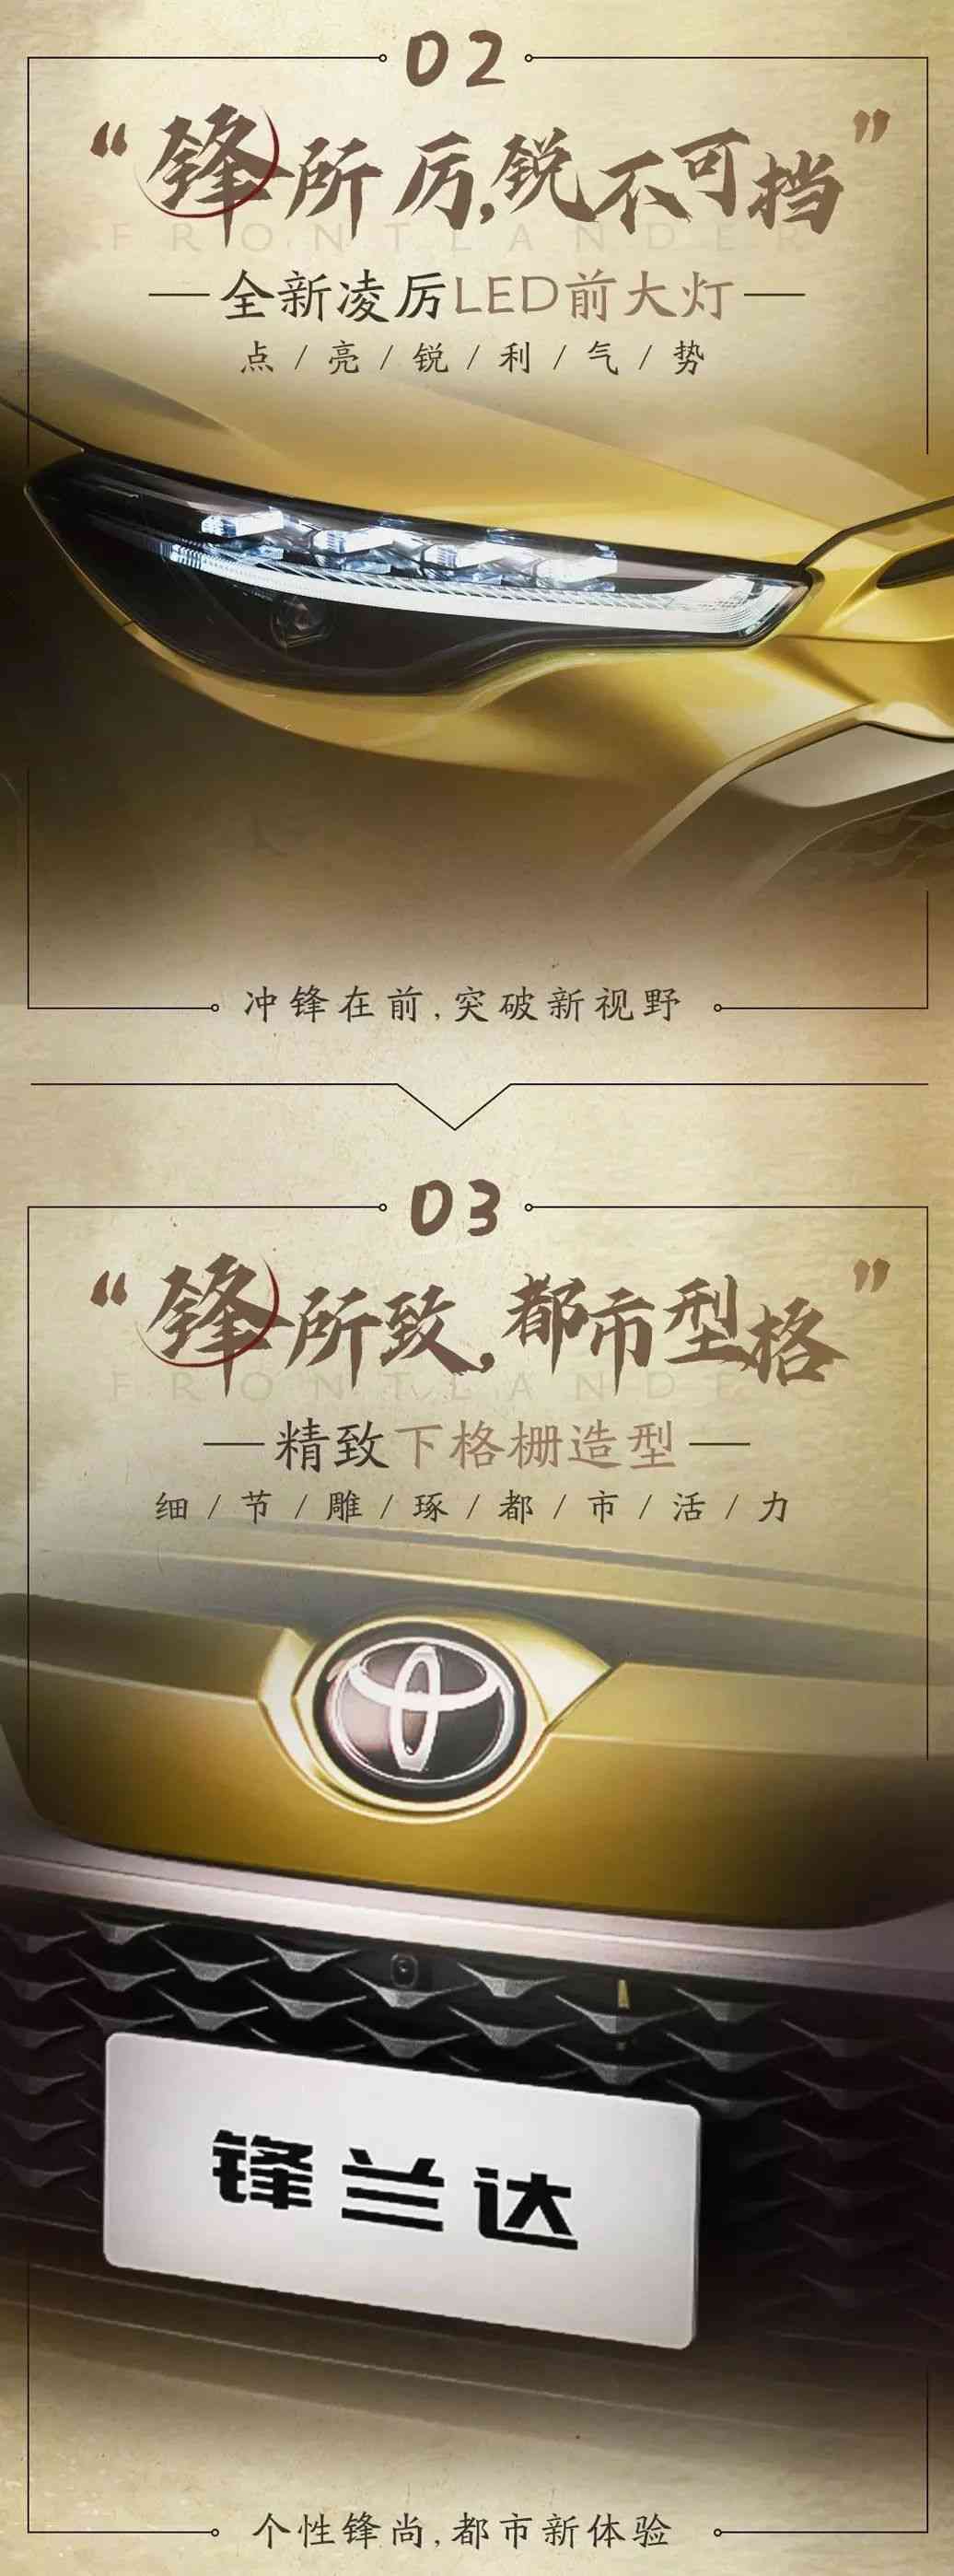 02
“锋所厉,锐不可挡”
FRONTLANDER
全新凌厉LED前大灯
点/亮/锐/利/气/势
冲锋在前,突破新视野
03
“锋所致,都市型格”
FRONTLANDE
精致下格栅造型
细/节/雕/琢/都/市/活/力
锋兰达
个性锋尚,都市新体验